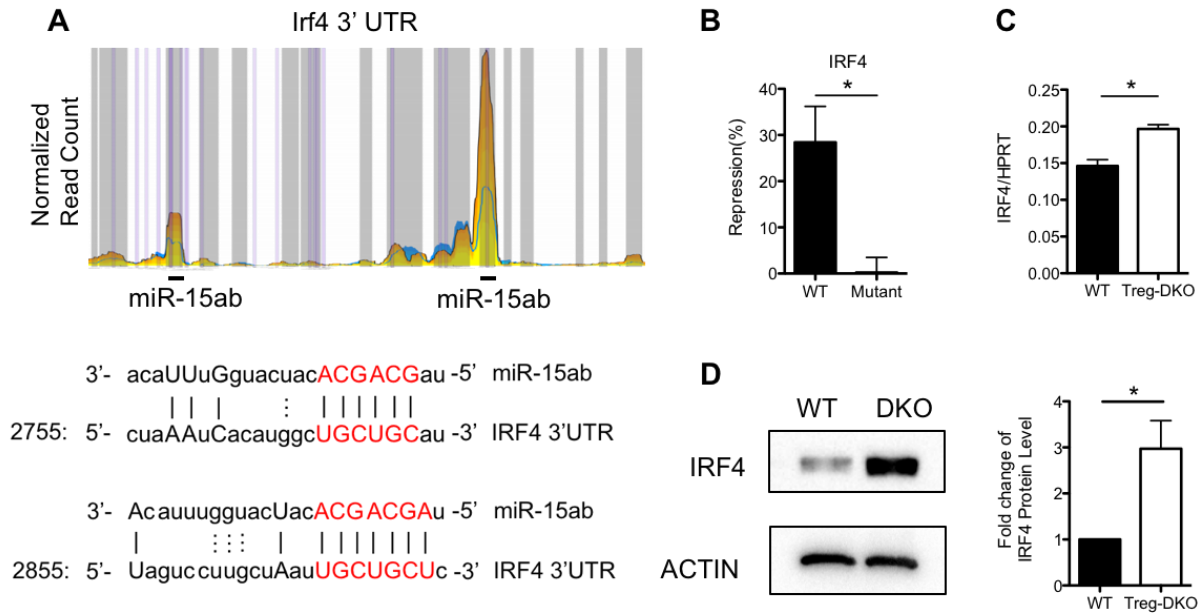 A
Irf4 3’ UTR
Normalized
Read Count
miR-15ab
miR-15ab
3’- acaUUuGguacuacACGACGau -5’ miR-15ab
2755: 5’- cuaAAuCacauggcUGCUGCau -3’ IRF4 3’UTR
3’- AcauuugguacUacACGACGAu -5’ miR-15ab
2855: 5’- UaguccuugcuAauUGCUGCUc -3’ IRF4 3’UTR
B
IRF4
*
Repression(%)
40
30
20
10
0
WT Mutant
C
*
IRF4/HPRT
0.25
0.20
0.15
0.10
0.05
0.00
WT Treg-DKO
D
WT DKO
IRF4
ACTIN
*
Fold change of
IRF4 Protein Level
4
3
2
1
0
WT Treg-DKO